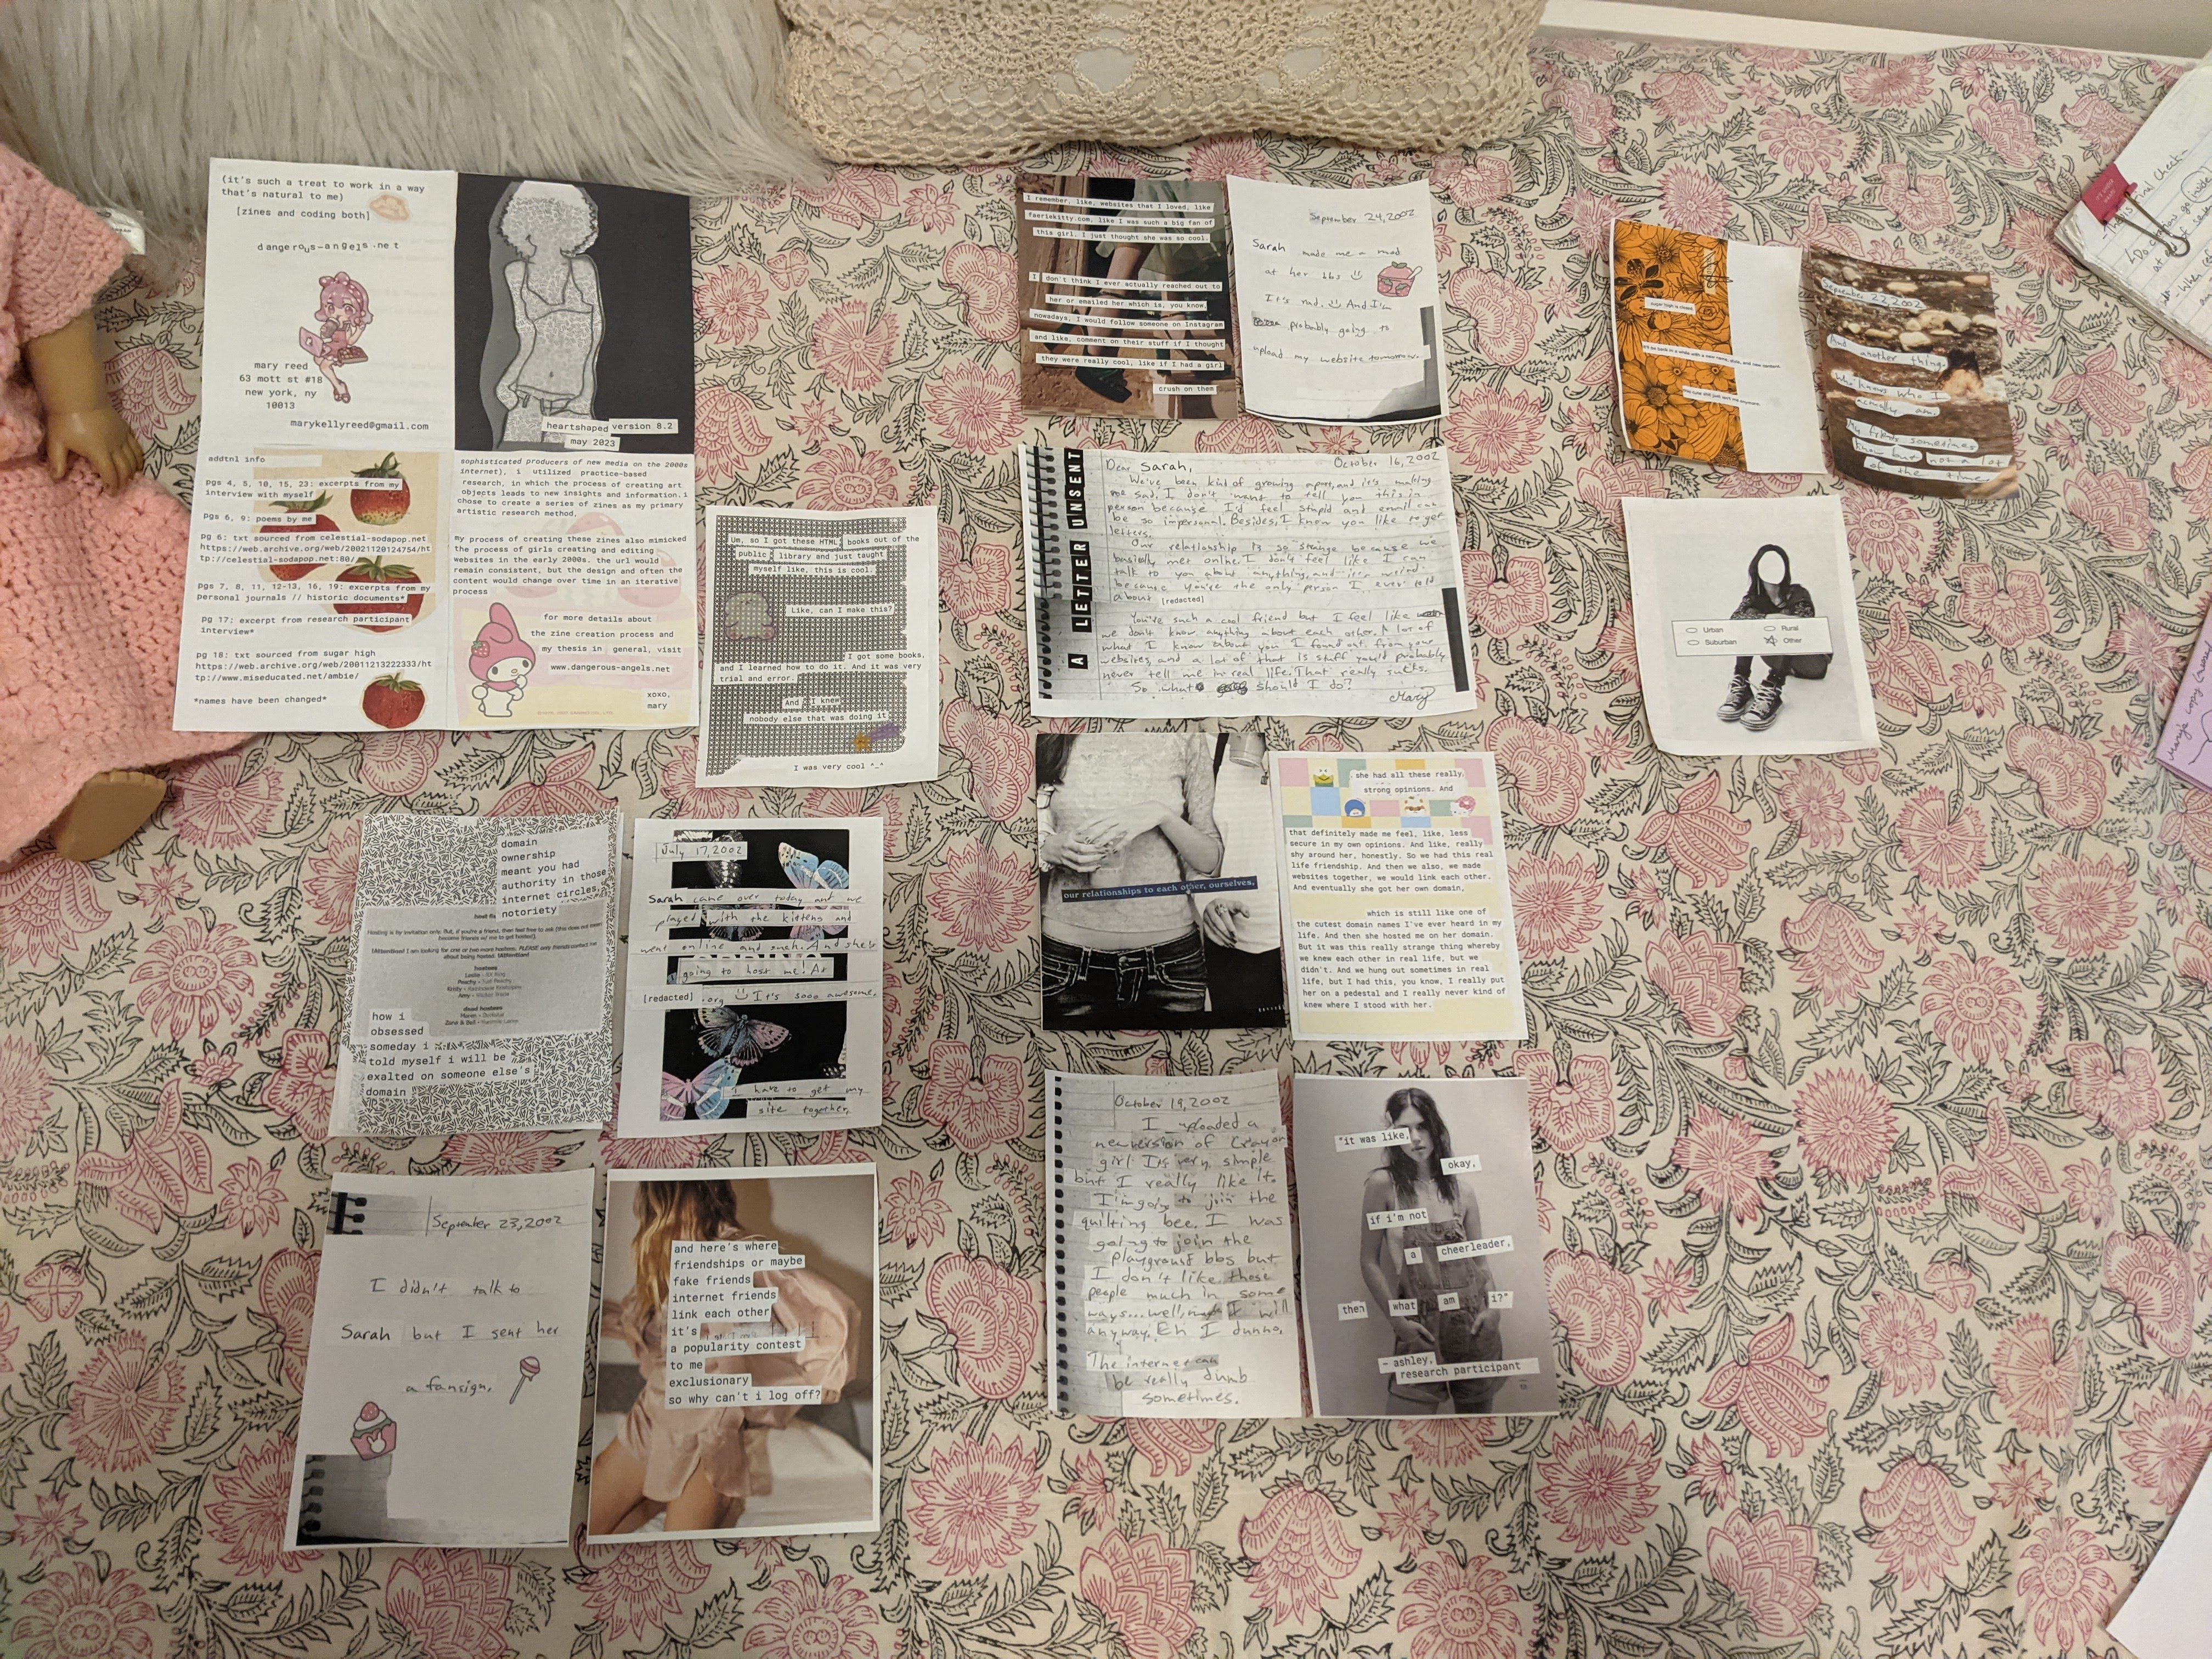 (it's such a treat to work in a way
that's natural to me)
[zines and coding both]
dangerous-angels.net
mary reed
63 mott st #18
new york, ny
10013
marykellyreed@gmail.com
heartshaped version 8.2
may 2023
addtnl info
pgs 4, 5, 10, 15, 23: excerpts from my
interview with myself
pgs 6, 9: poems by me
pg 6: txt sourced from celestial-sodapop.net
https://web.archive.org/web/20021120124754/ht
tp://celestial-sodapop.net:80/
pgs 7, 8, 11, 12-13, 16, 19: excerpts from my
personal journals // historic documents*
pg 17: excerpt from research participant
interview*
pg 18: txt sourced from sugar high
https://web.archive.org/web/20011213222333/ht
tp://www.miseducated.net/ambie/
*names have been changed*
sophisticated producers of new media on the 2000s
internet), i utilized practice-based
research, in which the process of creating art
objects leads to new insights and information. i
chose to create a series of zines as my primary
artistic research method,
my process of creating these zines also mimicked
the process of girls creating and editing
websites in the early 2000s. the url would
remain consistent, but the design and often the
content would change over time in an iterative
process
for more details about
the zine creation process and
my thesis in general, visit
www.dangerous-angels.net
xoxo,
mary
Um, so I got these HTML books out of the
public library and just taught
myself like, this is cool.
Like, can I make this?
I got some books,
and I learned how to do it. And it was very
trial and error.
And I knew
nobody else that was doing it
I was very cool ^_^
domain
ownership
meant you had
authority in those
internet circles,
notoriety
Hosting is by invitation only. But, if you're a friend, then feel free to ask
hostees
Peachy - Just Peachy
dead hostees
how i
obsessed
someday i
told myself i will be
exalted on someone else's
domain
July 17, 2002
Sarah came over today and we
played with the kittens and
went online and such. And she's
going to host me! At
[redacted] .org It's sooo awesome.
I have to get my
site together.
September 23, 2002
I didn't talk to
Sarah but I sent her
a fansign.
and here's where
friendships or maybe
fake friends
internet friends
link each other
it's
a popularity contest
to me
exclusionary
so why can't i log off?
I remember, like, websites that I loved, like
faeriskitty.com, like I was such a big fan of
this girl, I just thought she was so cool.
I don't think I ever actually reached out to
her or emailed her which is, you know,
nowadays, I would follow someone on Instagram
and like, comment on their stuff if I thought
they were really cool, like if I had a girl
crush on them
September 24, 2002
Sarah made me a mod
at her bbs
It's rad. And I'm
probably going to
upload my website tomorrow.
A LETTER UNSENT
October 16, 2002
Dear Sarah,
We've been kind of growing apart, and it's making
me sad. I don't want to tell you this in
person because I'd feel stupid and email can
be so impersonal. Besides, I know you like to get
letters.
Our relationship is so strange because we
basically met online. I don't feel like I can
talk to you about anything, and it's weird
because you're the only person I ever told
about [redacted]
You're such a cool friend but I feel like
we don't know anything about each other. A lot of
what I know about you I found out from your
websites, and a lot of that is stuff you'd probably
never tell me in real life. That really sucks.
So what should I do?
Mary
our relationships to each other, ourselves,
she had all these really,
strong opinions. And
that definitely made me feel, like, less
secure in my own opinions. And like, really
shy around her, honestly. So we had this real
life friendship. And then we also, we made
websites together, we would link each other.
And eventually she got her own domain,
which is still like one of
the cutest domain names I've ever heard in my
life. And then she hosted me on her domain.
But it was this really strange thing whereby
we knew each other in real life, but we
didn't. And we hung out sometimes in real
life, but I had this, you know, I really put
her on a pedestal and I really never kind of
knew where I stood with her.
October 19, 2002
I uploaded a
new version of Crayon
girl. It's very simple
but I really like it.
I'm going to join the
quilting bee. I was
going to join the
playground bbs but
I don't like those
people much in some
ways... well, I will
anyway. Eh I dunno.
The internet can
be really dumb
sometimes.
"it was like,
okay,
if i'm not
a cheerleader,
then what am i?"
- ashley,
research participant
sugar high is closed.
be back in a while with a new name, style, and new content.
September 27, 2002
And another thing.
Who knows who I
actually am.
My friends sometimes
know but not a lot
of the time
Urban
Rural
Suburban
Other